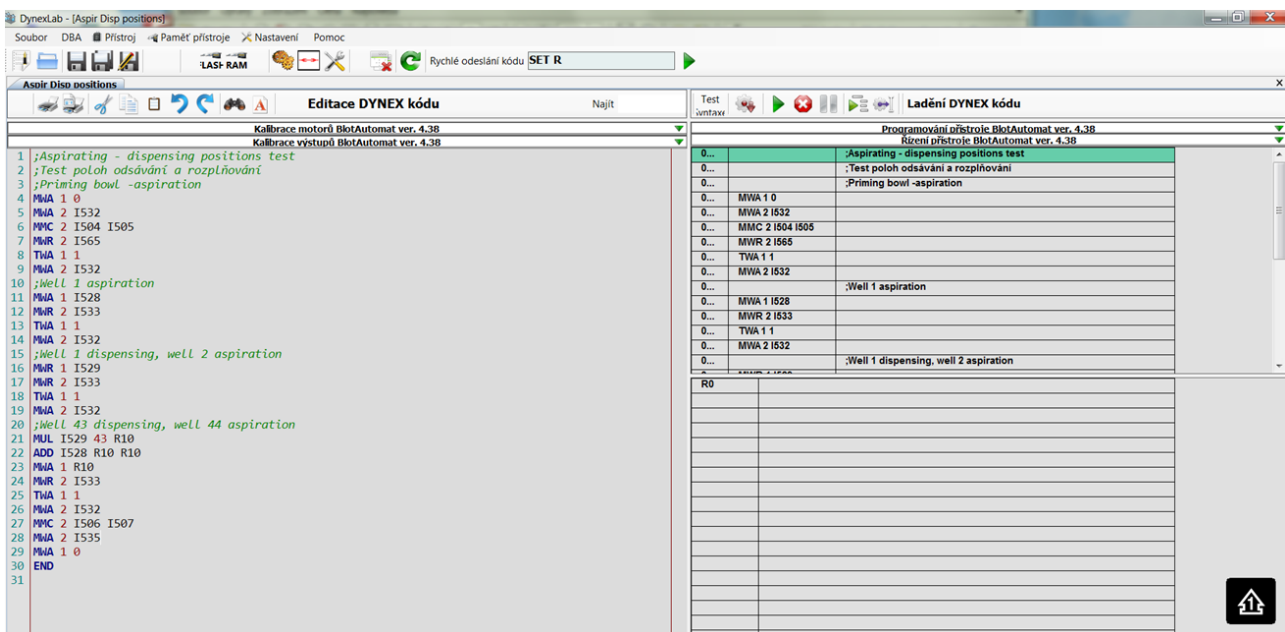 DynexLab - [Aspir Disp positions]
Soubor DBA Přístroj Paměť přístroje Nastavení Pomoc
FLASH RAM Rychlé odeslání kódu SET R
Aspir Disp positions x
Editace DYNEX kódu Najít
Kalibrace motorů BlotAutomat ver. 4.38
Kalibrace výstupů BlotAutomat ver. 4.38
1 ;Aspirating - dispensing positions test
2 ;Test poloh odsávání a rozplňování
3 ;Priming bowl -aspiration
4 MWA 1 0
5 MWA 2 I532
6 MMC 2 I504 I505
7 MWR 2 I565
8 TWA 1 1
9 MWA 2 I532
10 ;Well 1 aspiration
11 MWA 1 I528
12 MWR 2 I533
13 TWA 1 1
14 MWA 2 I532
15 ;Well 1 dispensing, well 2 aspiration
16 MWR 1 I529
17 MWR 2 I533
18 TWA 1 1
19 MWA 2 I532
20 ;Well 43 dispensing, well 44 aspiration
21 MUL I529 43 R10
22 ADD I528 R10 R10
23 MWA 1 R10
24 MWR 2 I533
25 TWA 1 1
26 MWA 2 I532
27 MMC 2 I506 I507
28 MWA 2 I535
29 MWA 1 0
30 END
31
Test
syntaxe
Ladění DYNEX kódu
Programování přístroje BlotAutomat ver. 4.38
Řízení přístroje BlotAutomat ver. 4.38
0... ;Aspirating - dispensing positions test
0... ;Test poloh odsávání a rozplňování
0... ;Priming bowl -aspiration
0... MWA 1 0
0... MWA 2 I532
0... MMC 2 I504 I505
0... MWR 2 I565
0... TWA 1 1
0... MWA 2 I532
0... ;Well 1 aspiration
0... MWA 1 I528
0... MWR 2 I533
0... TWA 1 1
0... MWA 2 I532
0... ;Well 1 dispensing, well 2 aspiration
R0
1